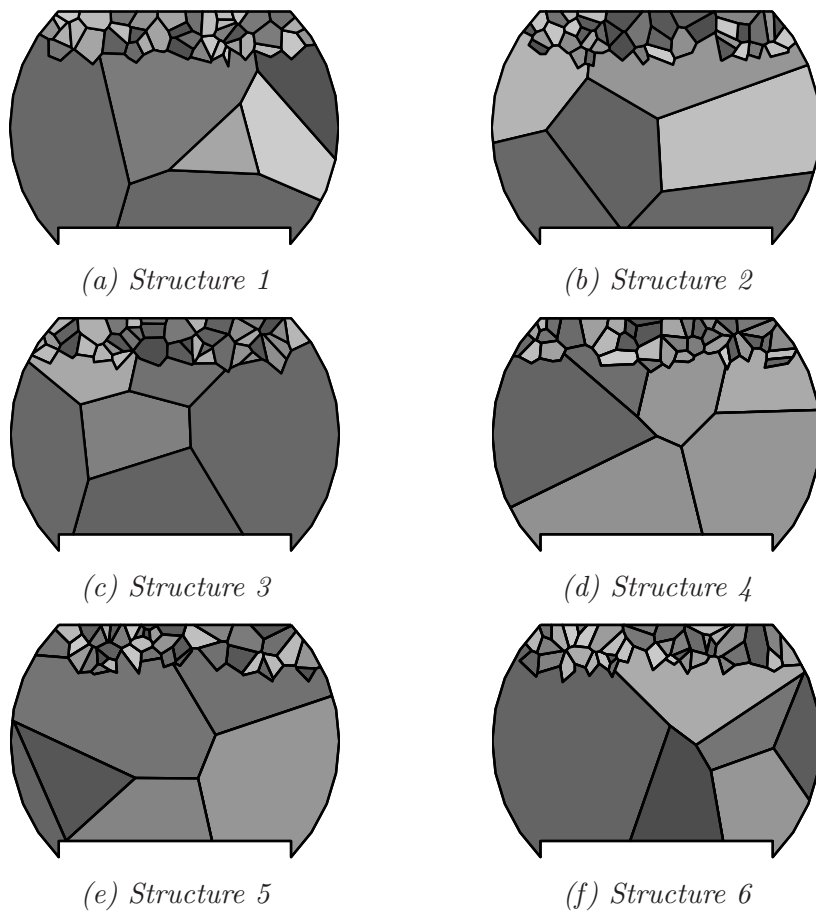 (a) Structure 1
(b) Structure 2
(c) Structure 3
(d) Structure 4
(e) Structure 5
(f) Structure 6